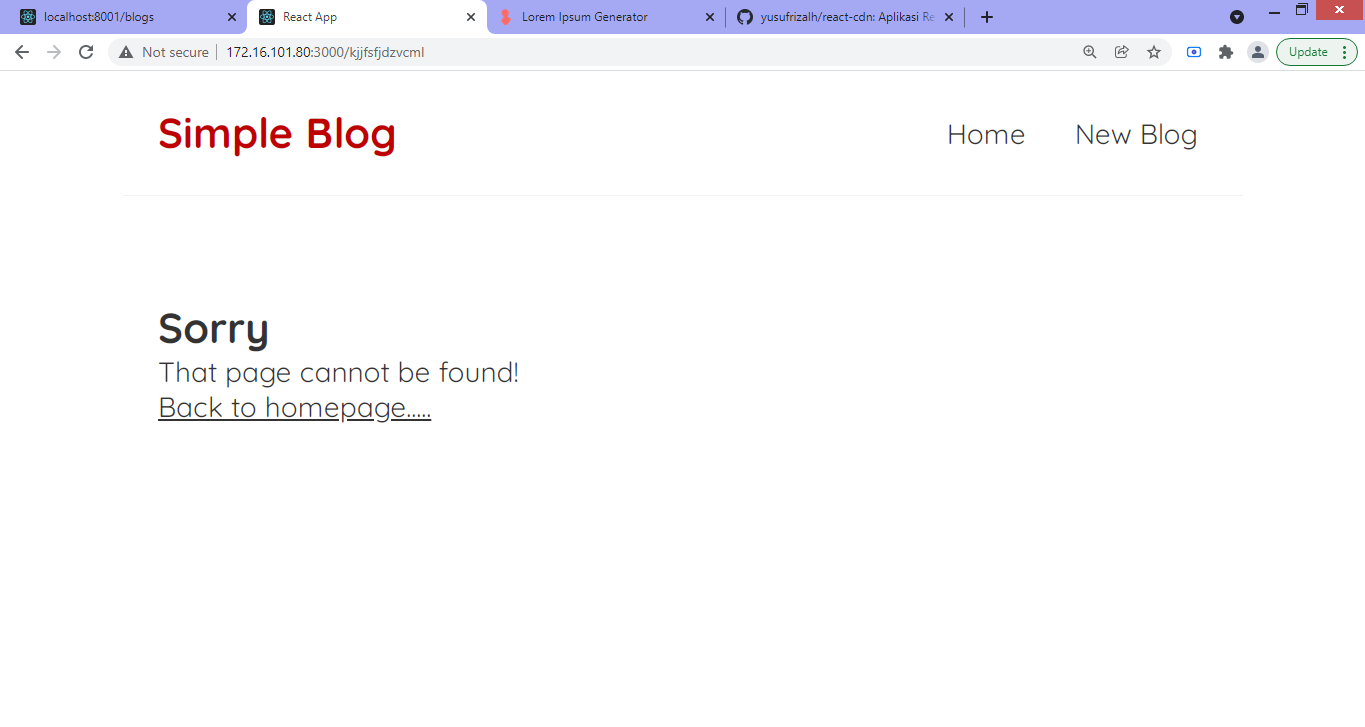 localhost:8001/blogs
React App
Lorem Ipsum Generator
yusufrizalh/react-cdn: Aplikasi Re
Not secure
172.16.101.80:3000/kjjfsfjdzvcml
Update
Simple Blog
Home
New Blog
Sorry
That page cannot be found!
Back to homepage.....